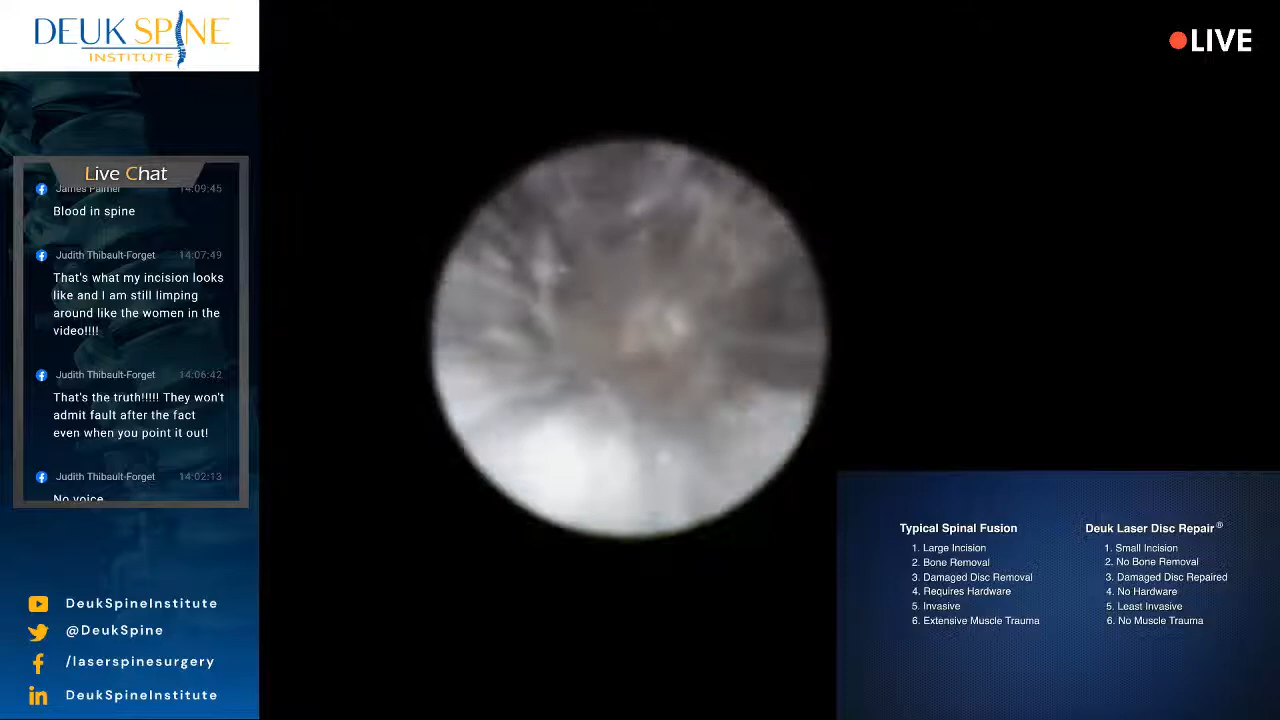 DEUK SPINE
INSTITUTE
LIVE
Live Chat
James Palmer 14:09:45
Blood in spine
Judith Thibault-Forget 14:07:49
That's what my incision looks
like and I am still limping
around like the women in the
video!!!!
Judith Thibault-Forget 14:06:42
That's the truth!!!!! They won't
admit fault after the fact
even when you point it out!
Judith Thibault-Forget 14:02:13
No voice
DeukSpineInstitute
@DeukSpine
/laserspinesurgery
DeukSpineInstitute
Typical Spinal Fusion
1. Large Incision
2. Bone Removal
3. Damaged Disc Removal
4. Requires Hardware
5. Invasive
6. Extensive Muscle Trauma
Deuk Laser Disc Repair®
1. Small Incision
2. No Bone Removal
3. Damaged Disc Repaired
4. No Hardware
5. Least Invasive
6. No Muscle Trauma